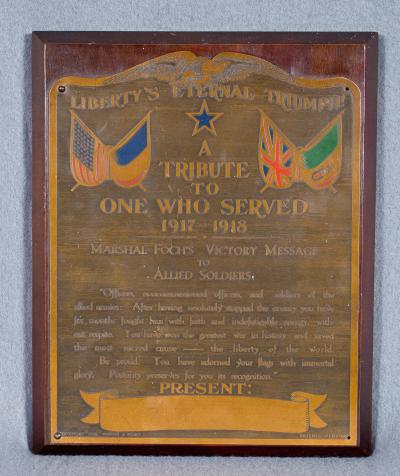 LIBERTY'S ETERNAL TRIUMPH
A
TRIBUTE
TO
ONE WHO SERVED
1917 - 1918
MARSHAL FOCH'S VICTORY MESSAGE
TO
ALLIED SOLDIERS
"Officers, non-commissioned officers, and soldiers of the
allied armies: After having resolutely stopped the enemy you have
for months fought him with faith and indefatigable energy, with-
out respite. You have won the greatest war in history and saved
the most sacred cause — the liberty of the world.
Be proud. You have adorned your flags with immortal
glory. Posterity preserves for you its recognition."
PRESENT: